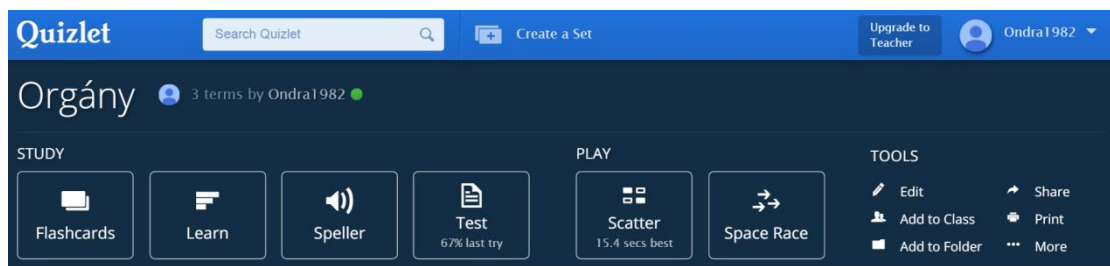 Quizlet
Search Quizlet
Create a Set
Upgrade to
Teacher
Ondra1982
Orgány
3 terms by Ondra1982
STUDY
Flashcards
Learn
Speller
Test
67% last try
PLAY
Scatter
15.4 secs best
Space Race
TOOLS
Edit
Share
Add to Class
Print
Add to Folder
More